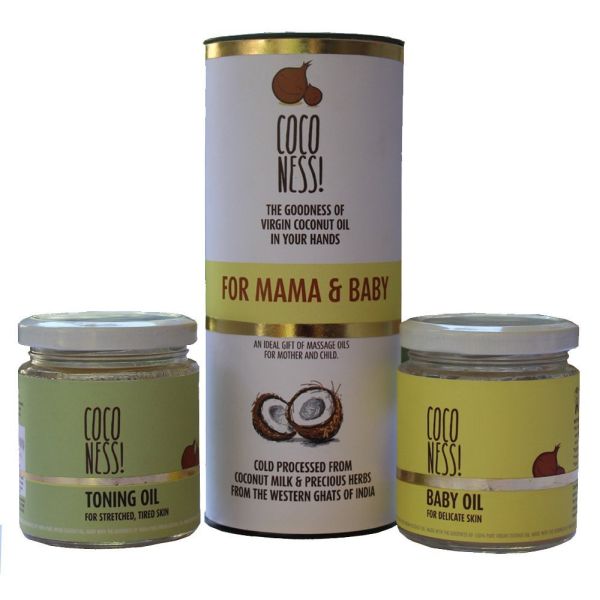 COCO
NESS!
THE GOODNESS OF
VIRGIN COCONUT OIL
IN YOUR HANDS
FOR MAMA & BABY
AN IDEAL GIFT OF MASSAGE OILS
FOR MOTHER AND CHILD.
COLD PROCESSED FROM
COCONUT MILK & PRECIOUS HERBS
FROM THE WESTERN GHATS OF INDIA
COCO
NESS!
TONING OIL
FOR STRETCHED, TIRED SKIN
COCO
NESS!
BABY OIL
FOR DELICATE SKIN